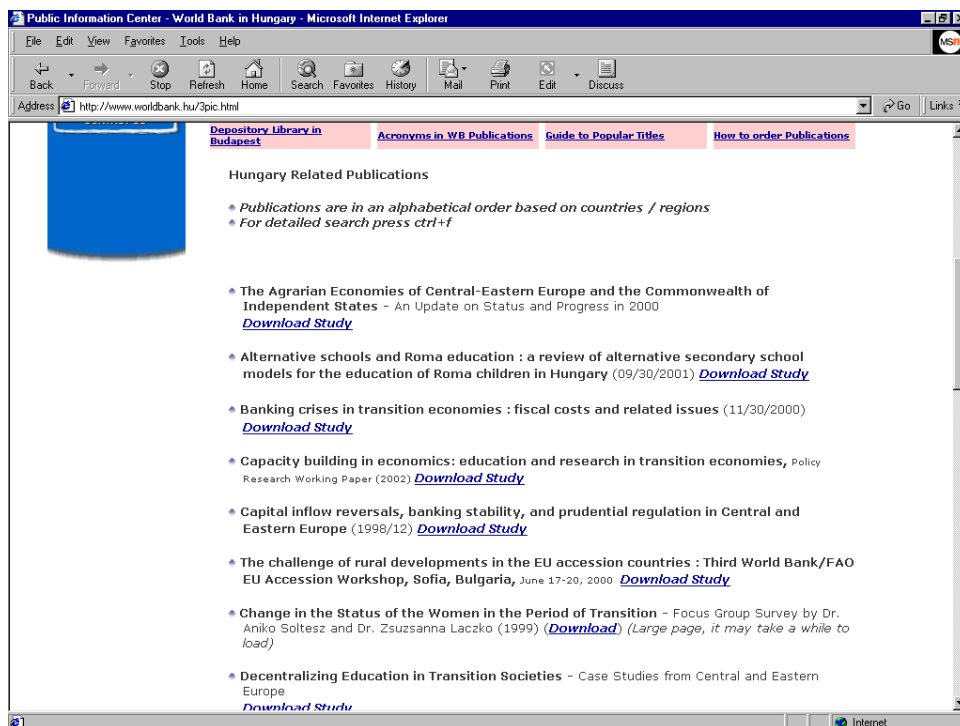 Public Information Center - World Bank in Hungary - Microsoft Internet Explorer
File Edit View Favorites Tools Help
msn
Back Forward Stop Refresh Home Search Favorites History Mail Print Edit Discuss
Address http://www.worldbank.hu/3pic.html Go Links
Depository Library in
Budapest
Acronyms in WB Publications
Guide to Popular Titles
How to order Publications
Hungary Related Publications
Publications are in an alphabetical order based on countries / regions
For detailed search press ctrl+f
The Agrarian Economies of Central-Eastern Europe and the Commonwealth of
Independent States - An Update on Status and Progress in 2000
Download Study
Alternative schools and Roma education : a review of alternative secondary school
models for the education of Roma children in Hungary (09/30/2001) Download Study
Banking crises in transition economies : fiscal costs and related issues (11/30/2000)
Download Study
Capacity building in economics: education and research in transition economies, Policy
Research Working Paper (2002) Download Study
Capital inflow reversals, banking stability, and prudential regulation in Central and
Eastern Europe (1998/12) Download Study
The challenge of rural developments in the EU accession countries : Third World Bank/FAO
EU Accession Workshop, Sofia, Bulgaria, June 17-20, 2000 Download Study
Change in the Status of the Women in the Period of Transition - Focus Group Survey by Dr.
Aniko Soltesz and Dr. Zsuzsanna Laczko (1999) (Download) (Large page, it may take a while to
load)
Decentralizing Education in Transition Societies - Case Studies from Central and Eastern
Europe
Download Study
Internet